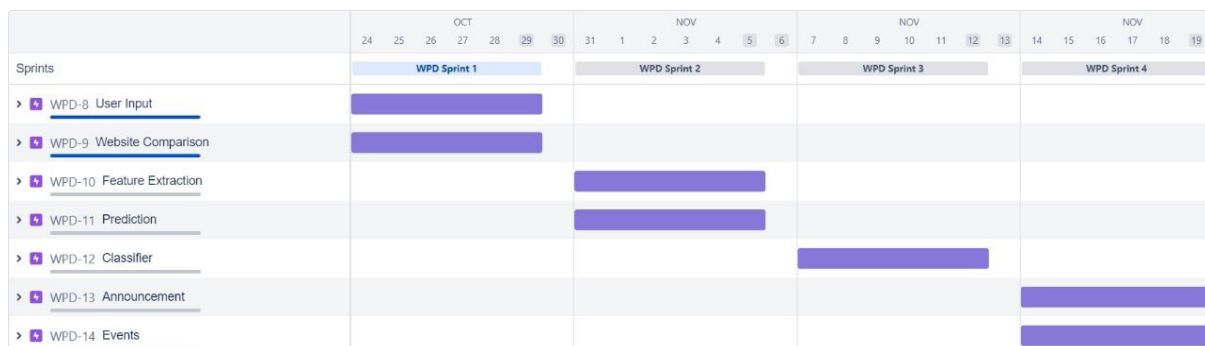 OCT NOV NOV NOV
24 25 26 27 28 29 30 31 1 2 3 4 5 6 7 8 9 10 11 12 13 14 15 16 17 18 19
Sprints WPD Sprint 1 WPD Sprint 2 WPD Sprint 3 WPD Sprint 4
WPD-8 User Input
WPD-9 Website Comparison
WPD-10 Feature Extraction
WPD-11 Prediction
WPD-12 Classifier
WPD-13 Announcement
WPD-14 Events